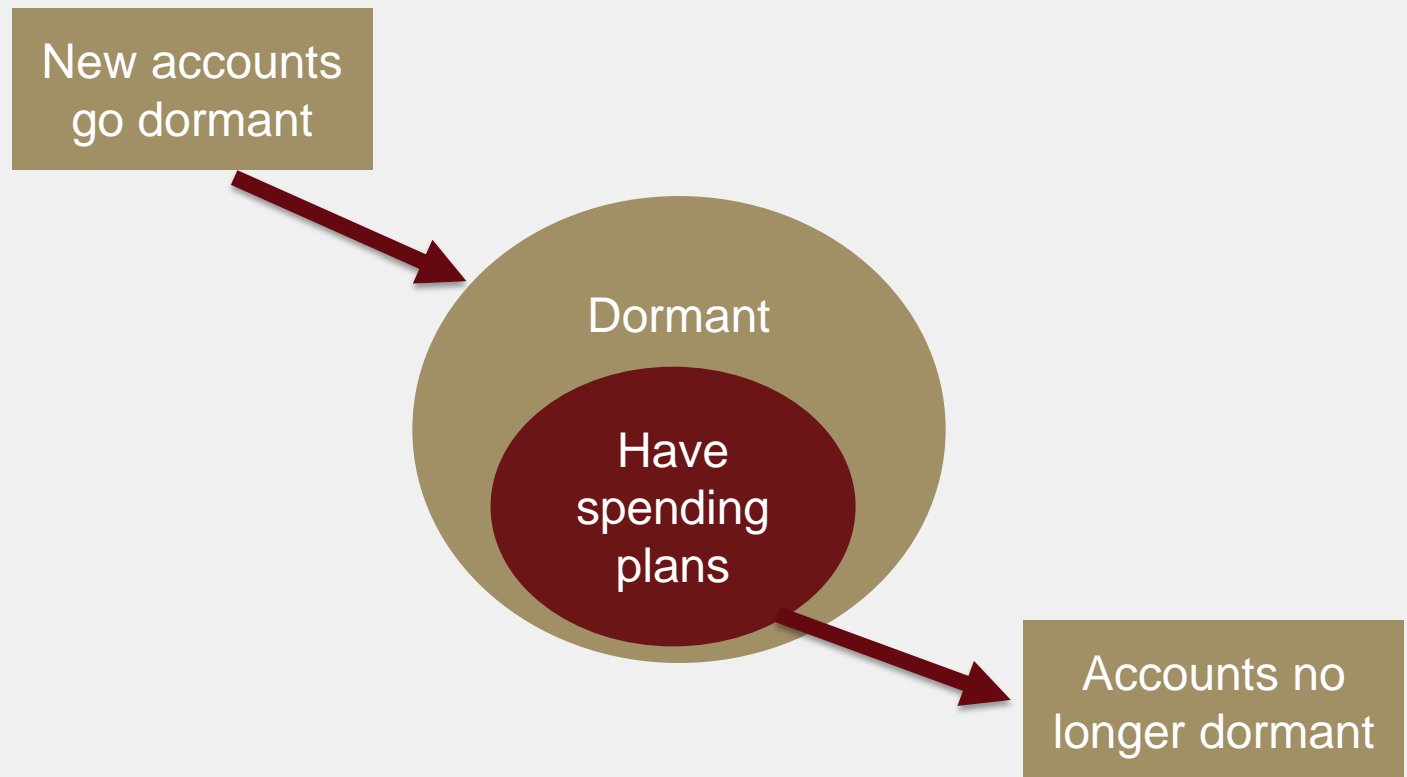 New accounts
go dormant
Dormant
Have
spending
plans
Accounts no
longer dormant